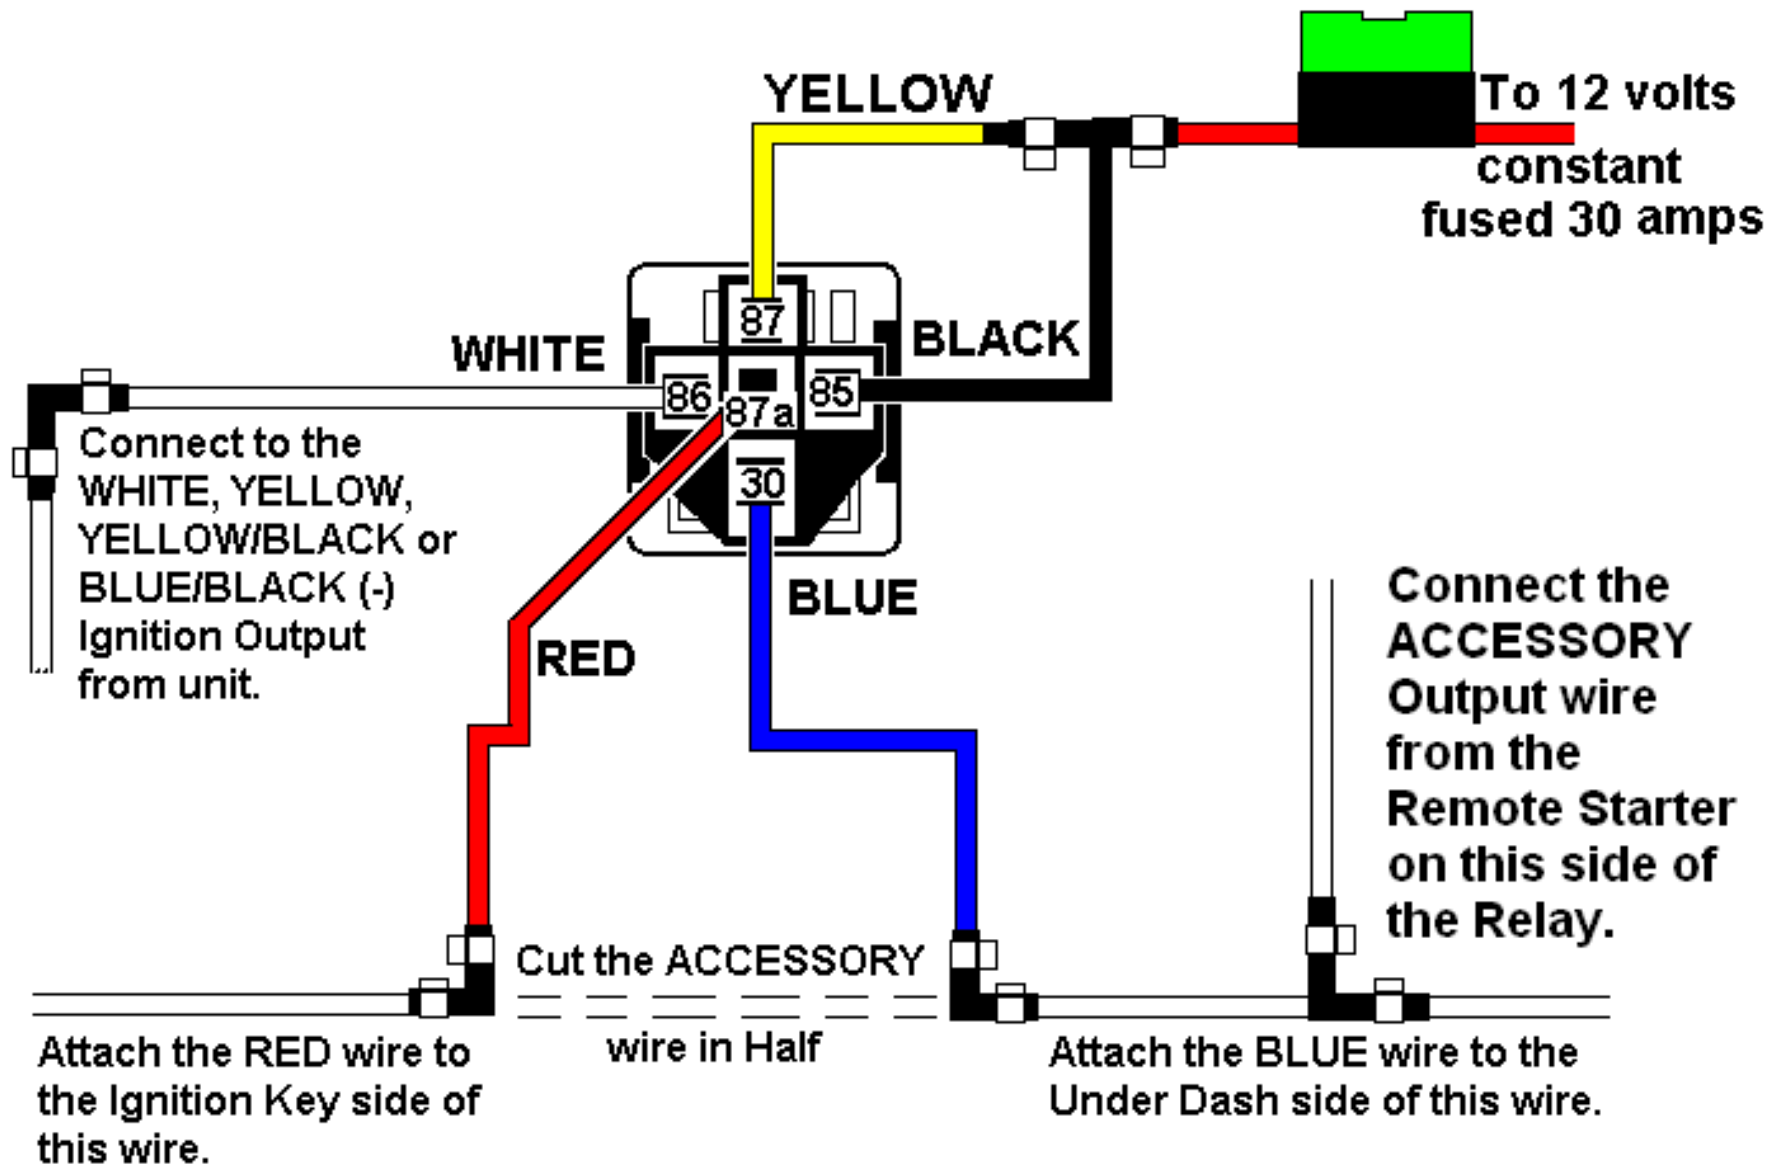 YELLOW
To 12 volts
constant
fused 30 amps
87
WHITE
BLACK
86
87a
85
30
Connect to the
WHITE, YELLOW,
YELLOW/BLACK or
BLUE/BLACK (-)
Ignition Output
from unit.
BLUE
RED
Connect the
ACCESSORY
Output wire
from the
Remote Starter
on this side of
the Relay.
Cut the ACCESSORY
wire in Half
Attach the RED wire to
the Ignition Key side of
this wire.
Attach the BLUE wire to the
Under Dash side of this wire.